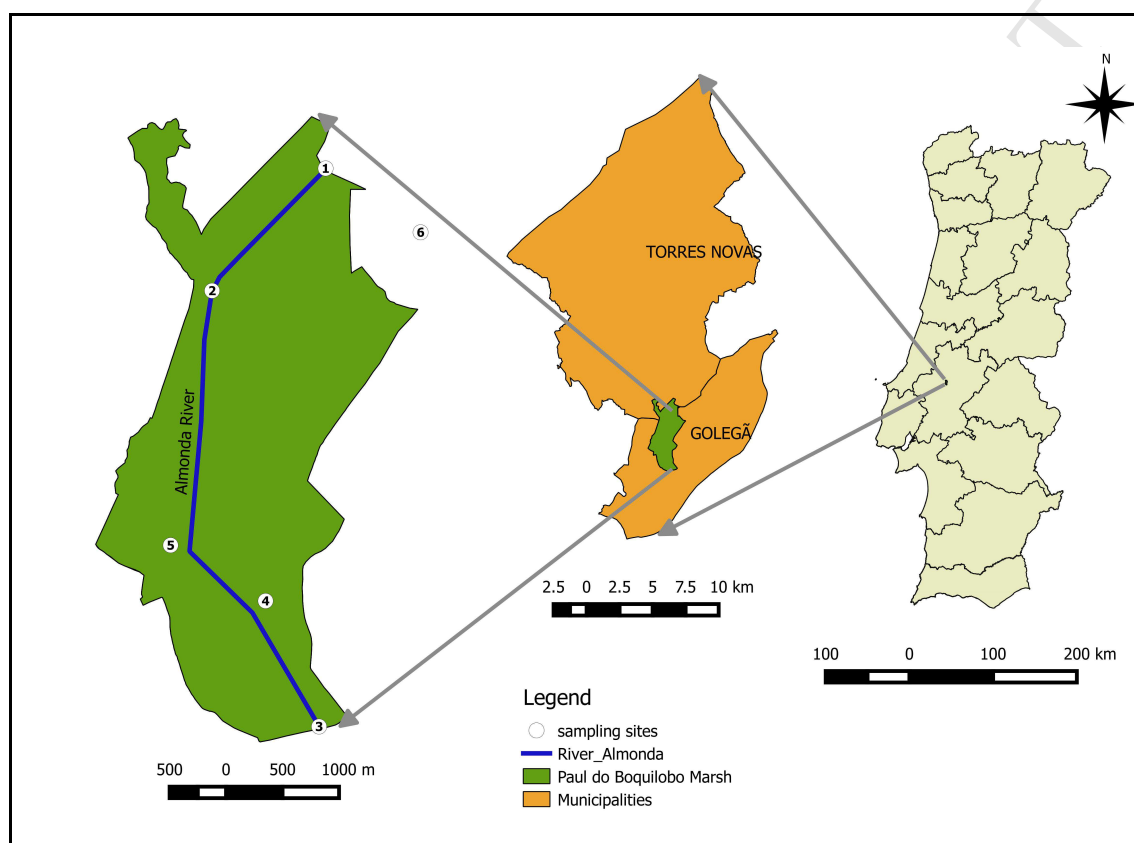 N
1
6
TORRES NOVAS
2
Almonda River
GOLEGÃ
5
4
3
2.5 0 2.5 5 7.5 10 km
100 0 100 200 km
500 0 500 1000 m
Legend
sampling sites
River_Almonda
Paul do Boquilobo Marsh
Municipalities
T